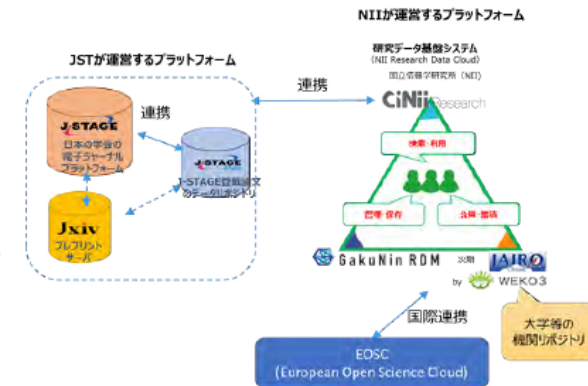 NIIが運営するプラットフォーム
JSTが運営するプラットフォーム
研究データ基盤システム
(NII Research Data Cloud)
国立情報学研究所（NII）
連携
CiNii Research
連携
J-STAGE
日本の学会の
電子ジャーナル
プラットフォーム
J-STAGE
J-STAGE登載論文
のデータリポジトリ
検索・利用
管理・保存
公開・蓄積
Jxiv
プレプリント
サーバ
GakuNin RDM
JAIRO
by WEKO3
国際連携
大学等の
機関リポジトリ
EOSC
(European Open Science Cloud)